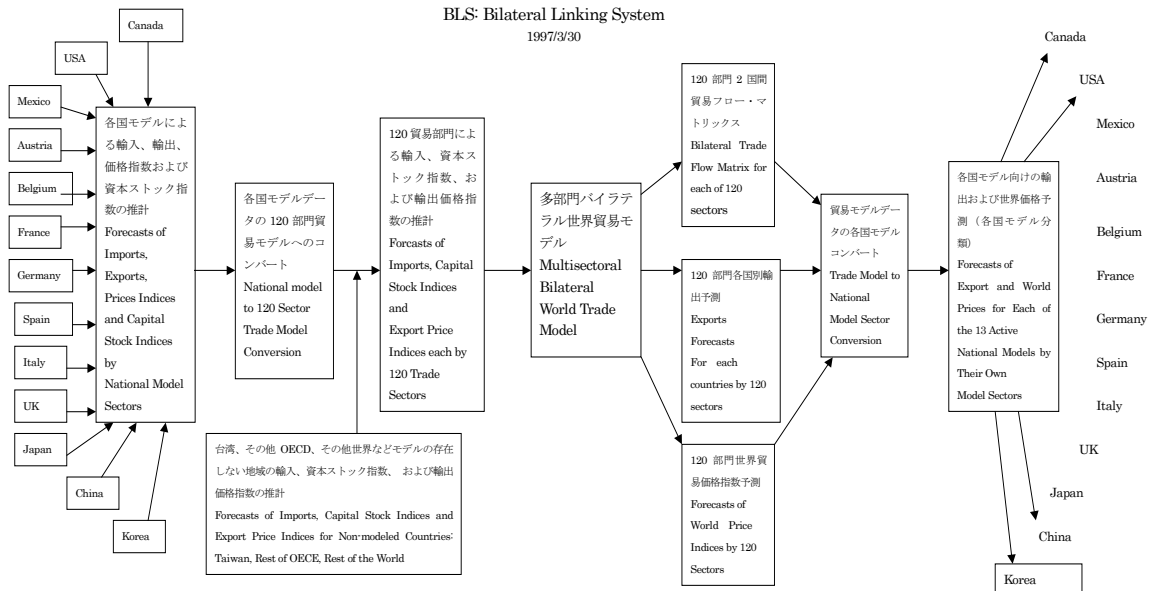 BLS: Bilateral Linking System
1997/3/30
Canada
USA
Mexico
Austria
Belgium
France
Germany
Spain
Italy
UK
Japan
China
Korea
各国モデルによ
る輸入、輸出、
価格指数および
資本ストック指
数の推計
Forecasts of
Imports,
Exports,
Prices Indices
and Capital
Stock Indices
by
National Model
Sectors
各国モデルデー
タの 120 部門貿
易モデルへのコ
ンバート
National model
to 120 Sector
Trade Model
Conversion
台湾、その他 OECD、その他世界などモデルの存在
しない地域の輸入、資本ストック指数、 および輸出
価格指数の推計
Forecasts of Imports, Capital Stock Indices and
Export Price Indices for Non-modeled Countries:
Taiwan, Rest of OECE, Rest of the World
120 貿易部門によ
る輸入、資本ス
トック指数、お
よび輸出価格指
数の推計
Forcasts of
Imports, Capital
Stock Indices
and
Export Price
Indices each by
120 Trade
Sectors
多部門バイラテ
ラル世界貿易モ
デル
Multisectoral
Bilateral
World Trade
Model
120 部門 2 国間
貿易フロー・マ
トリックス
Bilateral Trade
Flow Matrix for
each of 120
sectors
120 部門各国別輸
出予測
Exports
Forecasts
For each
countries by 120
sectors
120 部門世界貿
易価格指数予測
Forecasts of
World Price
Indices by 120
Sectors
貿易モデルデー
タの各国モデル
コンバート
Trade Model to
National
Model Sector
Conversion
各国モデル向けの輸
出および世界価格予
測（各国モデル分
類）
Forecasts of
Export and World
Prices for Each of
the 13 Active
National Models by
Their Own
Model Sectors
Canada
USA
Mexico
Austria
Belgium
France
Germany
Spain
Italy
UK
Japan
China
Korea